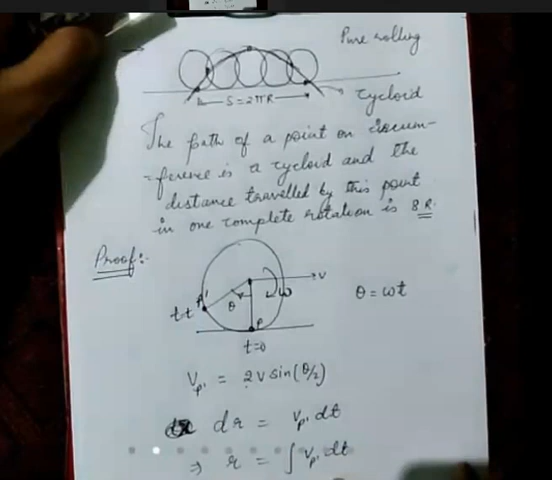 Pure rolling
S = 2πR
cycloid
The path of a point on circum-
-ference is a cycloid and the
distance travelled by this point
in one complete rotation is 8R.
Proof:-
v
ω
P'
θ
t=t
P
t=0
θ = ωt
Vp' = 2v sin(θ/2)
dr = Vp' dt
⇒ r = ∫ Vp' dt